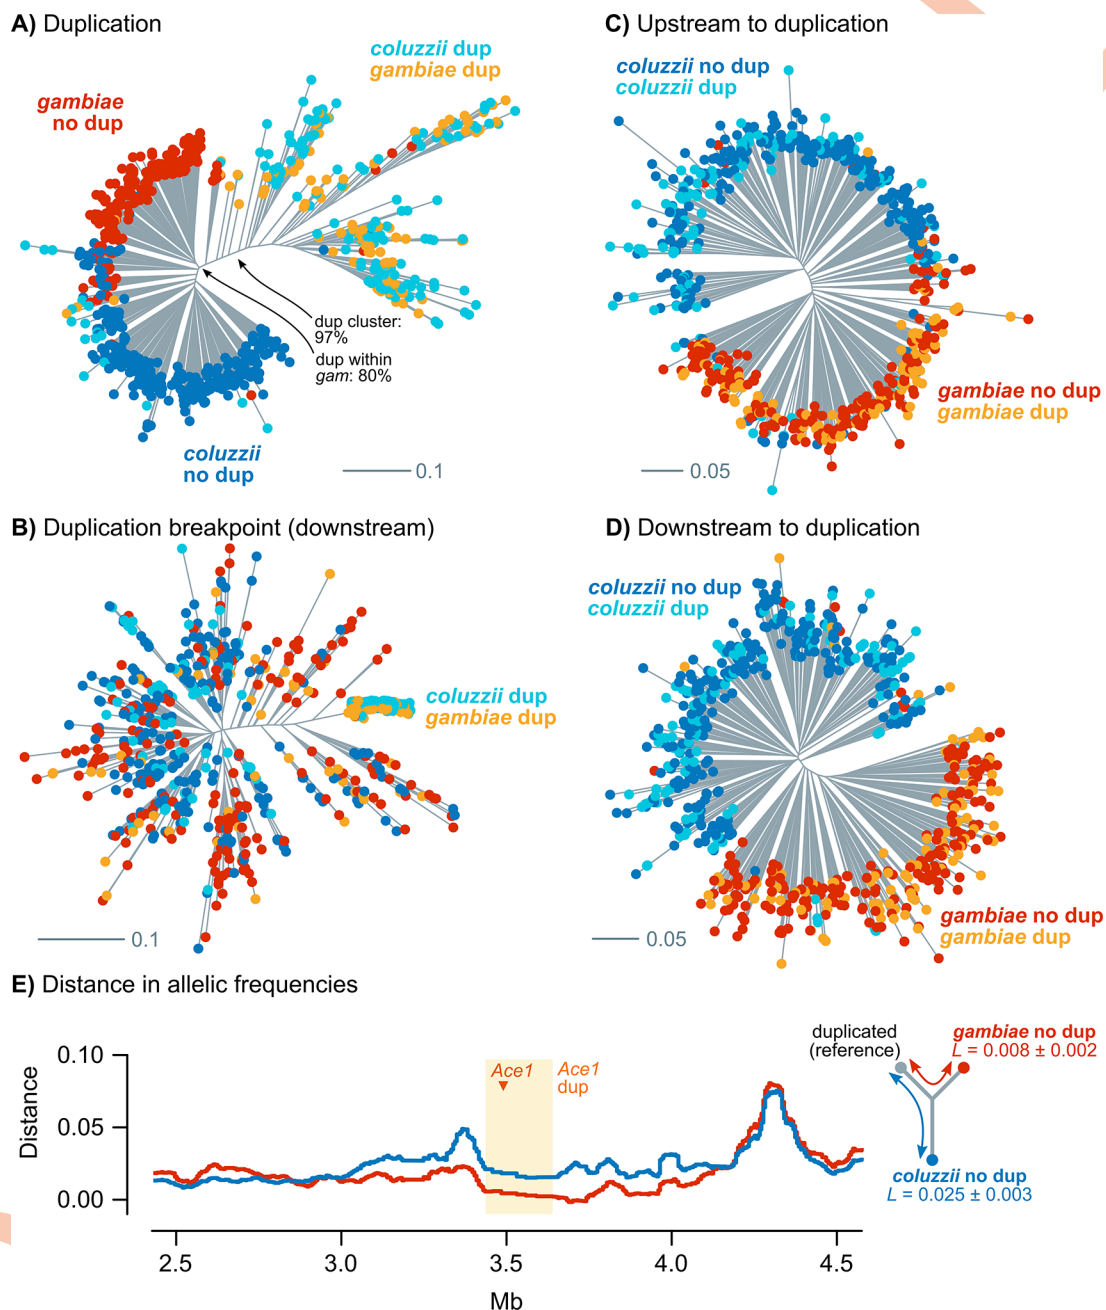 A) Duplication
coluzzii dup
gambiae dup
gambiae
no dup
dup cluster:
97%
dup within
gam: 80%
coluzzii
no dup
0.1
C) Upstream to duplication
coluzzii no dup
coluzzii dup
gambiae no dup
gambiae dup
0.05
B) Duplication breakpoint (downstream)
coluzzii dup
gambiae dup
0.1
D) Downstream to duplication
coluzzii no dup
coluzzii dup
gambiae no dup
gambiae dup
0.05
E) Distance in allelic frequencies
Distance
0.10
0.05
0.00
Ace1
Ace1
dup
duplicated
(reference)
gambiae no dup
L = 0.008 ± 0.002
coluzzii no dup
L = 0.025 ± 0.003
2.5 3.0 3.5 4.0 4.5
Mb